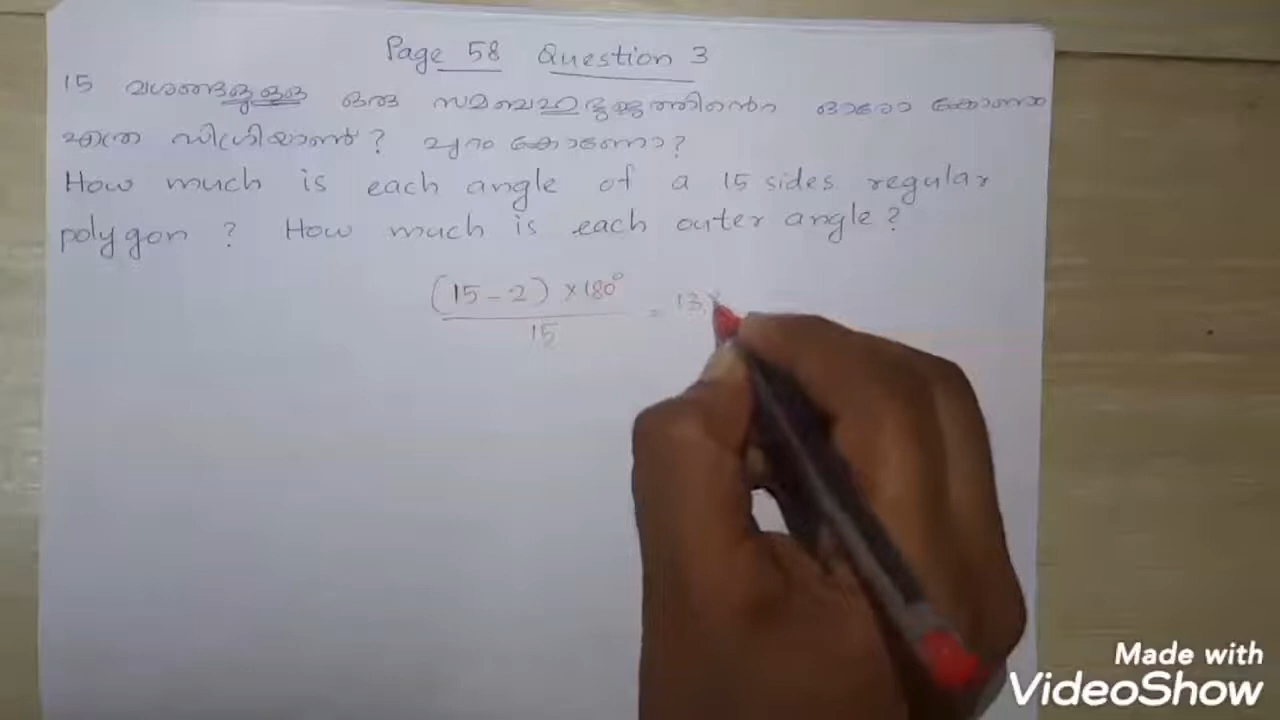 Page 58 Question 3
15 വശങ്ങളുള്ള ഒരു സമബഹുഭുജത്തിന്റെ ഓരോ കോണും
എത്ര ഡിഗ്രിയാണ്? പുറം കോണോ?
How much is each angle of a 15 sides regular
polygon ? How much is each outer angle ?
(15 - 2) × 180°
= 13 ×
15
Made with
VideoShow